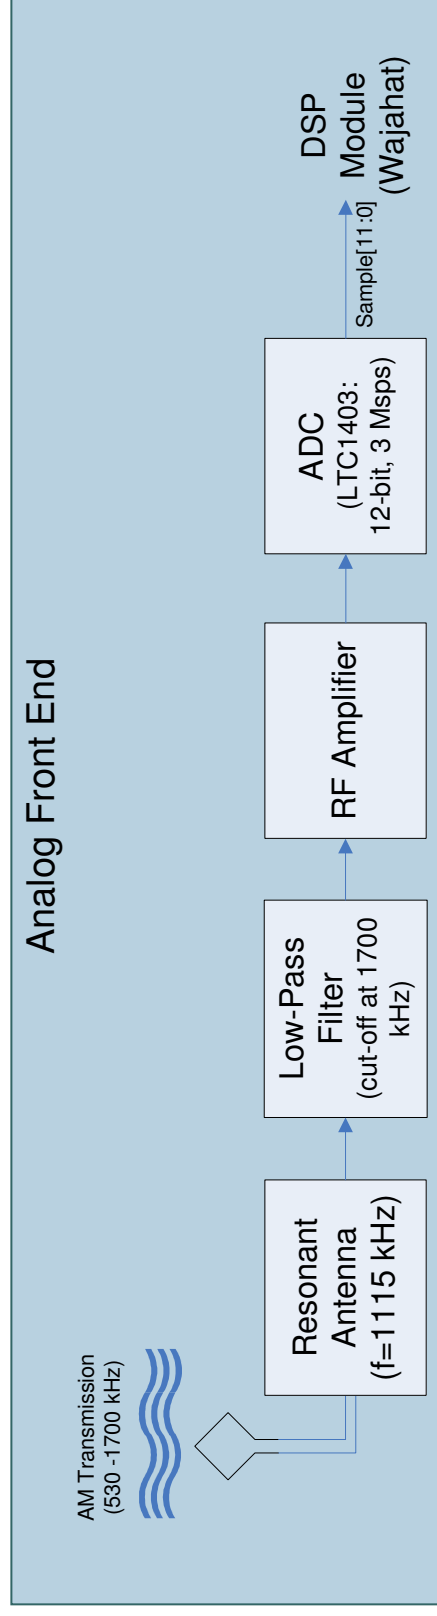 Analog Front End
AM Transmission
(530 -1700 kHz)
Resonant
Antenna
(f=1115 kHz)
Low-Pass
Filter
(cut-off at 1700
kHz)
RF Amplifier
ADC
(LTC1403:
12-bit, 3 Msps)
Sample[11:0]
DSP
Module
(Wajahat)